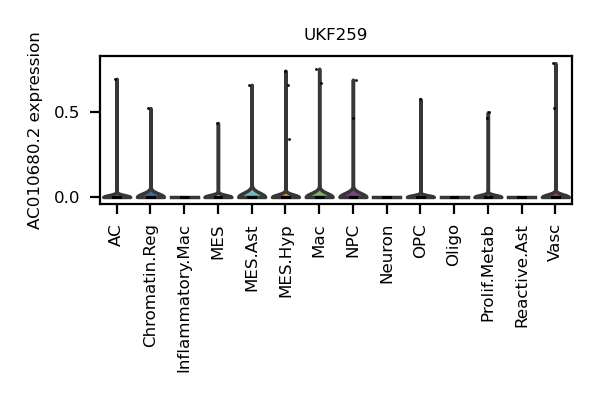 UKF259
AC010680.2 expression
0.5
0.0
AC
Chromatin.Reg
Inflammatory.Mac
MES
MES.Ast
MES.Hyp
Mac
NPC
Neuron
OPC
Oligo
Prolif.Metab
Reactive.Ast
Vasc